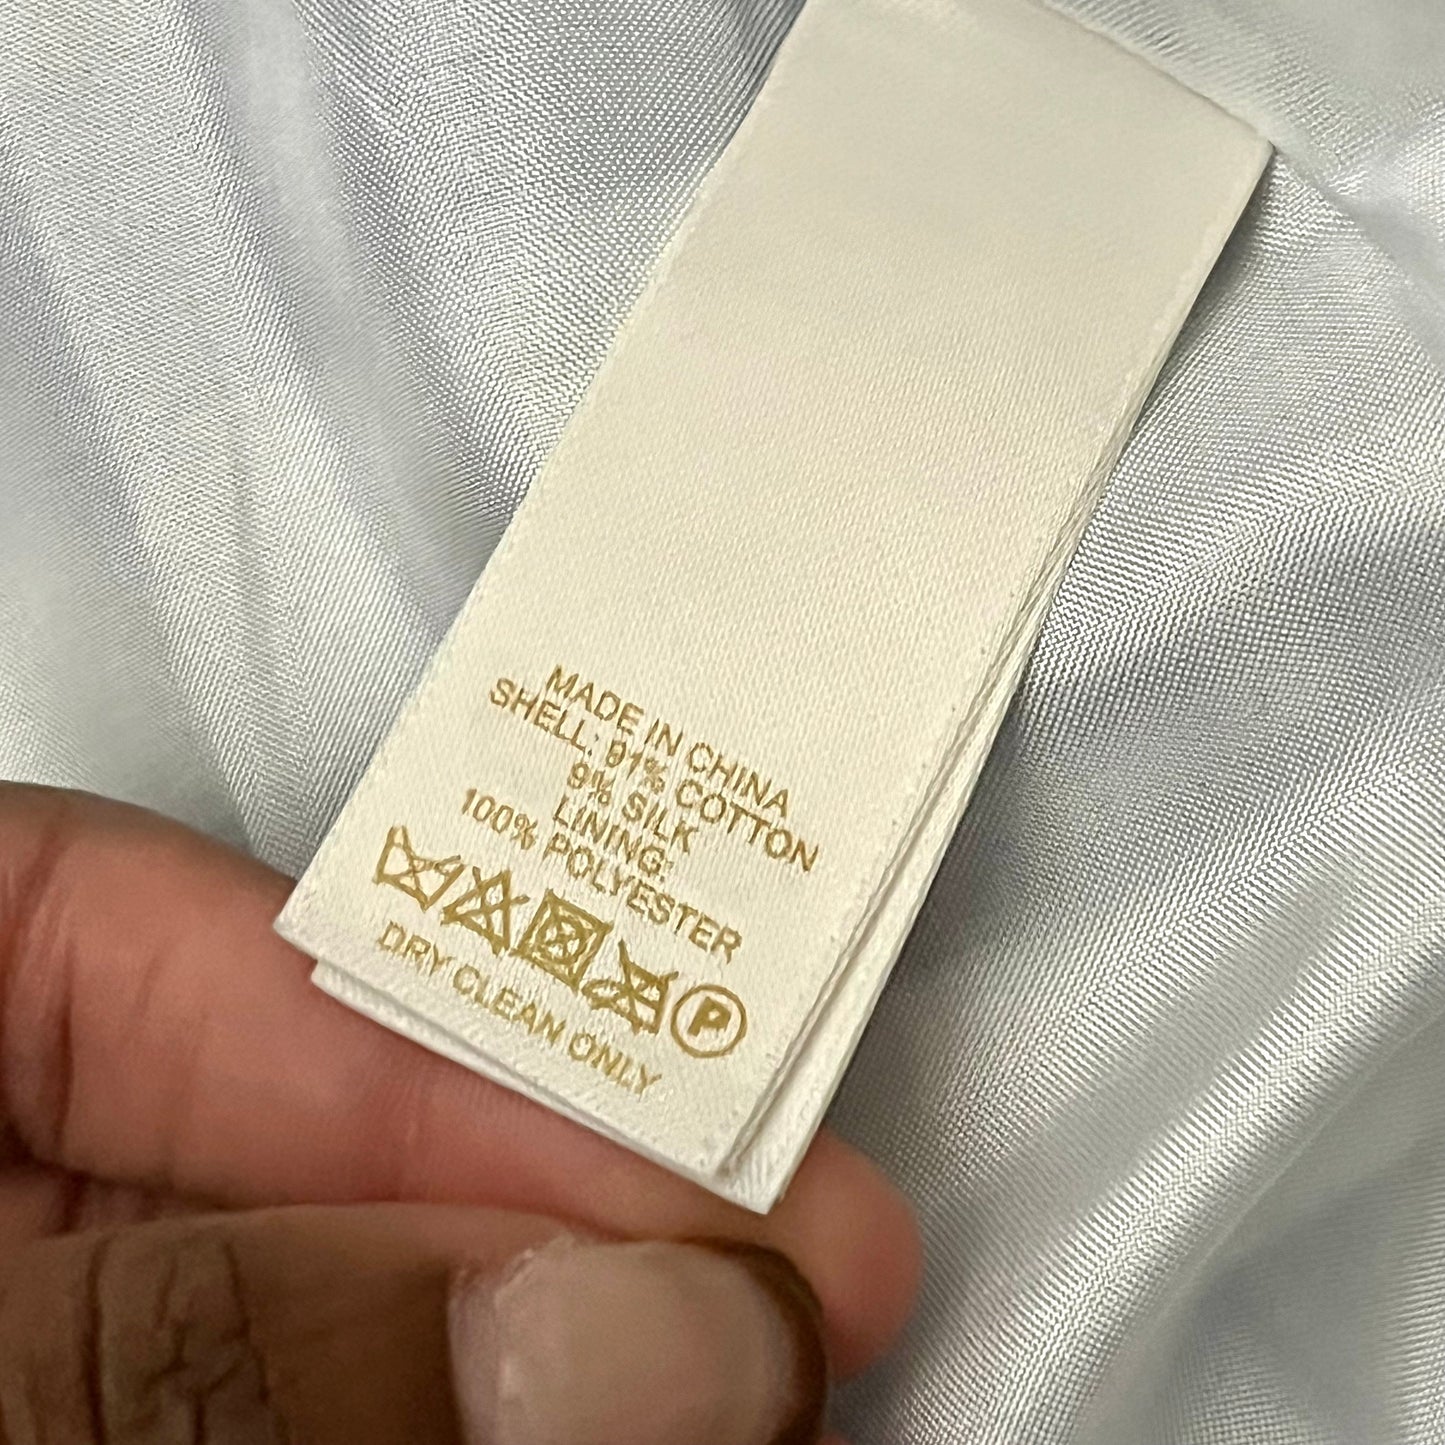 MADE IN CHINA
SHELL: 91% COTTON
9% SILK
LINING:
100% POLYESTER
P
DRY CLEAN ONLY